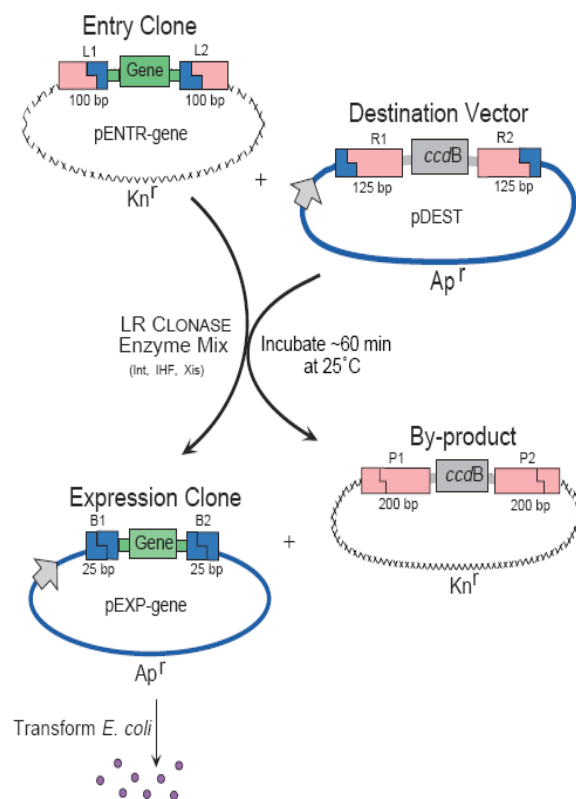 Entry Clone
L1
L2
Gene
100 bp
100 bp
pENTR-gene
Knr
+
Destination Vector
R1
R2
ccdB
125 bp
125 bp
pDEST
Apr
LR CLONASE
Enzyme Mix
(Int, IHF, Xis)
Incubate ~60 min
at 25˚C
By-product
P1
P2
ccdB
200 bp
200 bp
Knr
Expression Clone
B1
B2
Gene
25 bp
25 bp
+
pEXP-gene
Apr
Transform E. coli